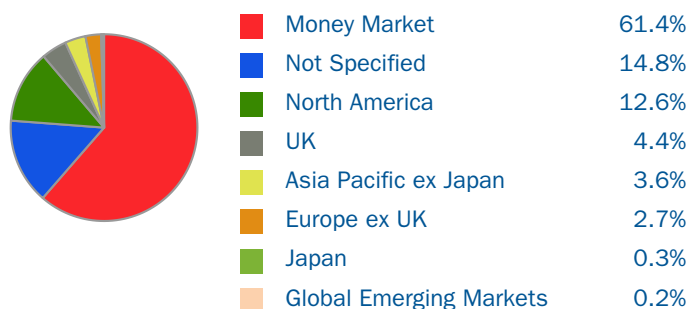 Money Market 61.4%
Not Specified 14.8%
North America 12.6%
UK 4.4%
Asia Pacific ex Japan 3.6%
Europe ex UK 2.7%
Japan 0.3%
Global Emerging Markets 0.2%